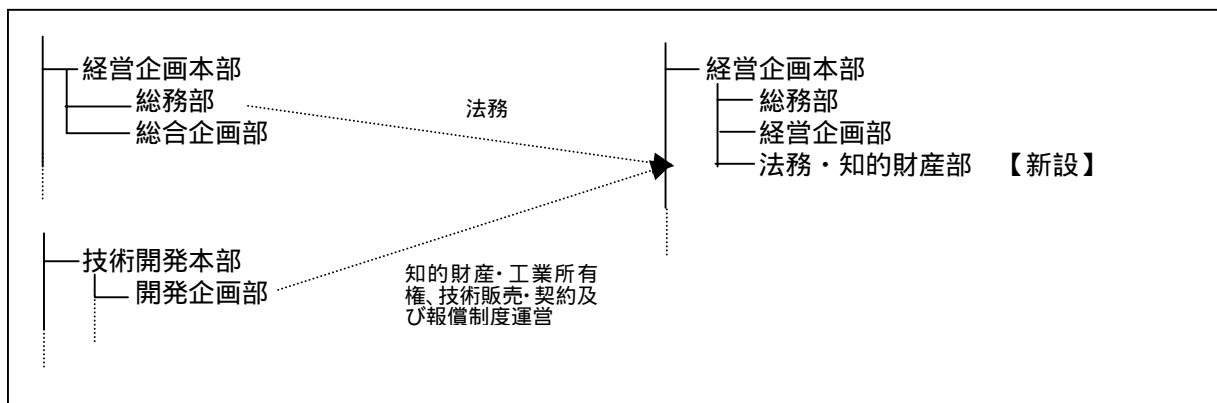 経営企画本部
総務部
総合企画部
技術開発本部
開発企画部
法務
知的財産・工業所有
権、技術販売・契約及
び報償制度運営
経営企画本部
総務部
経営企画部
法務・知的財産部 【新設】